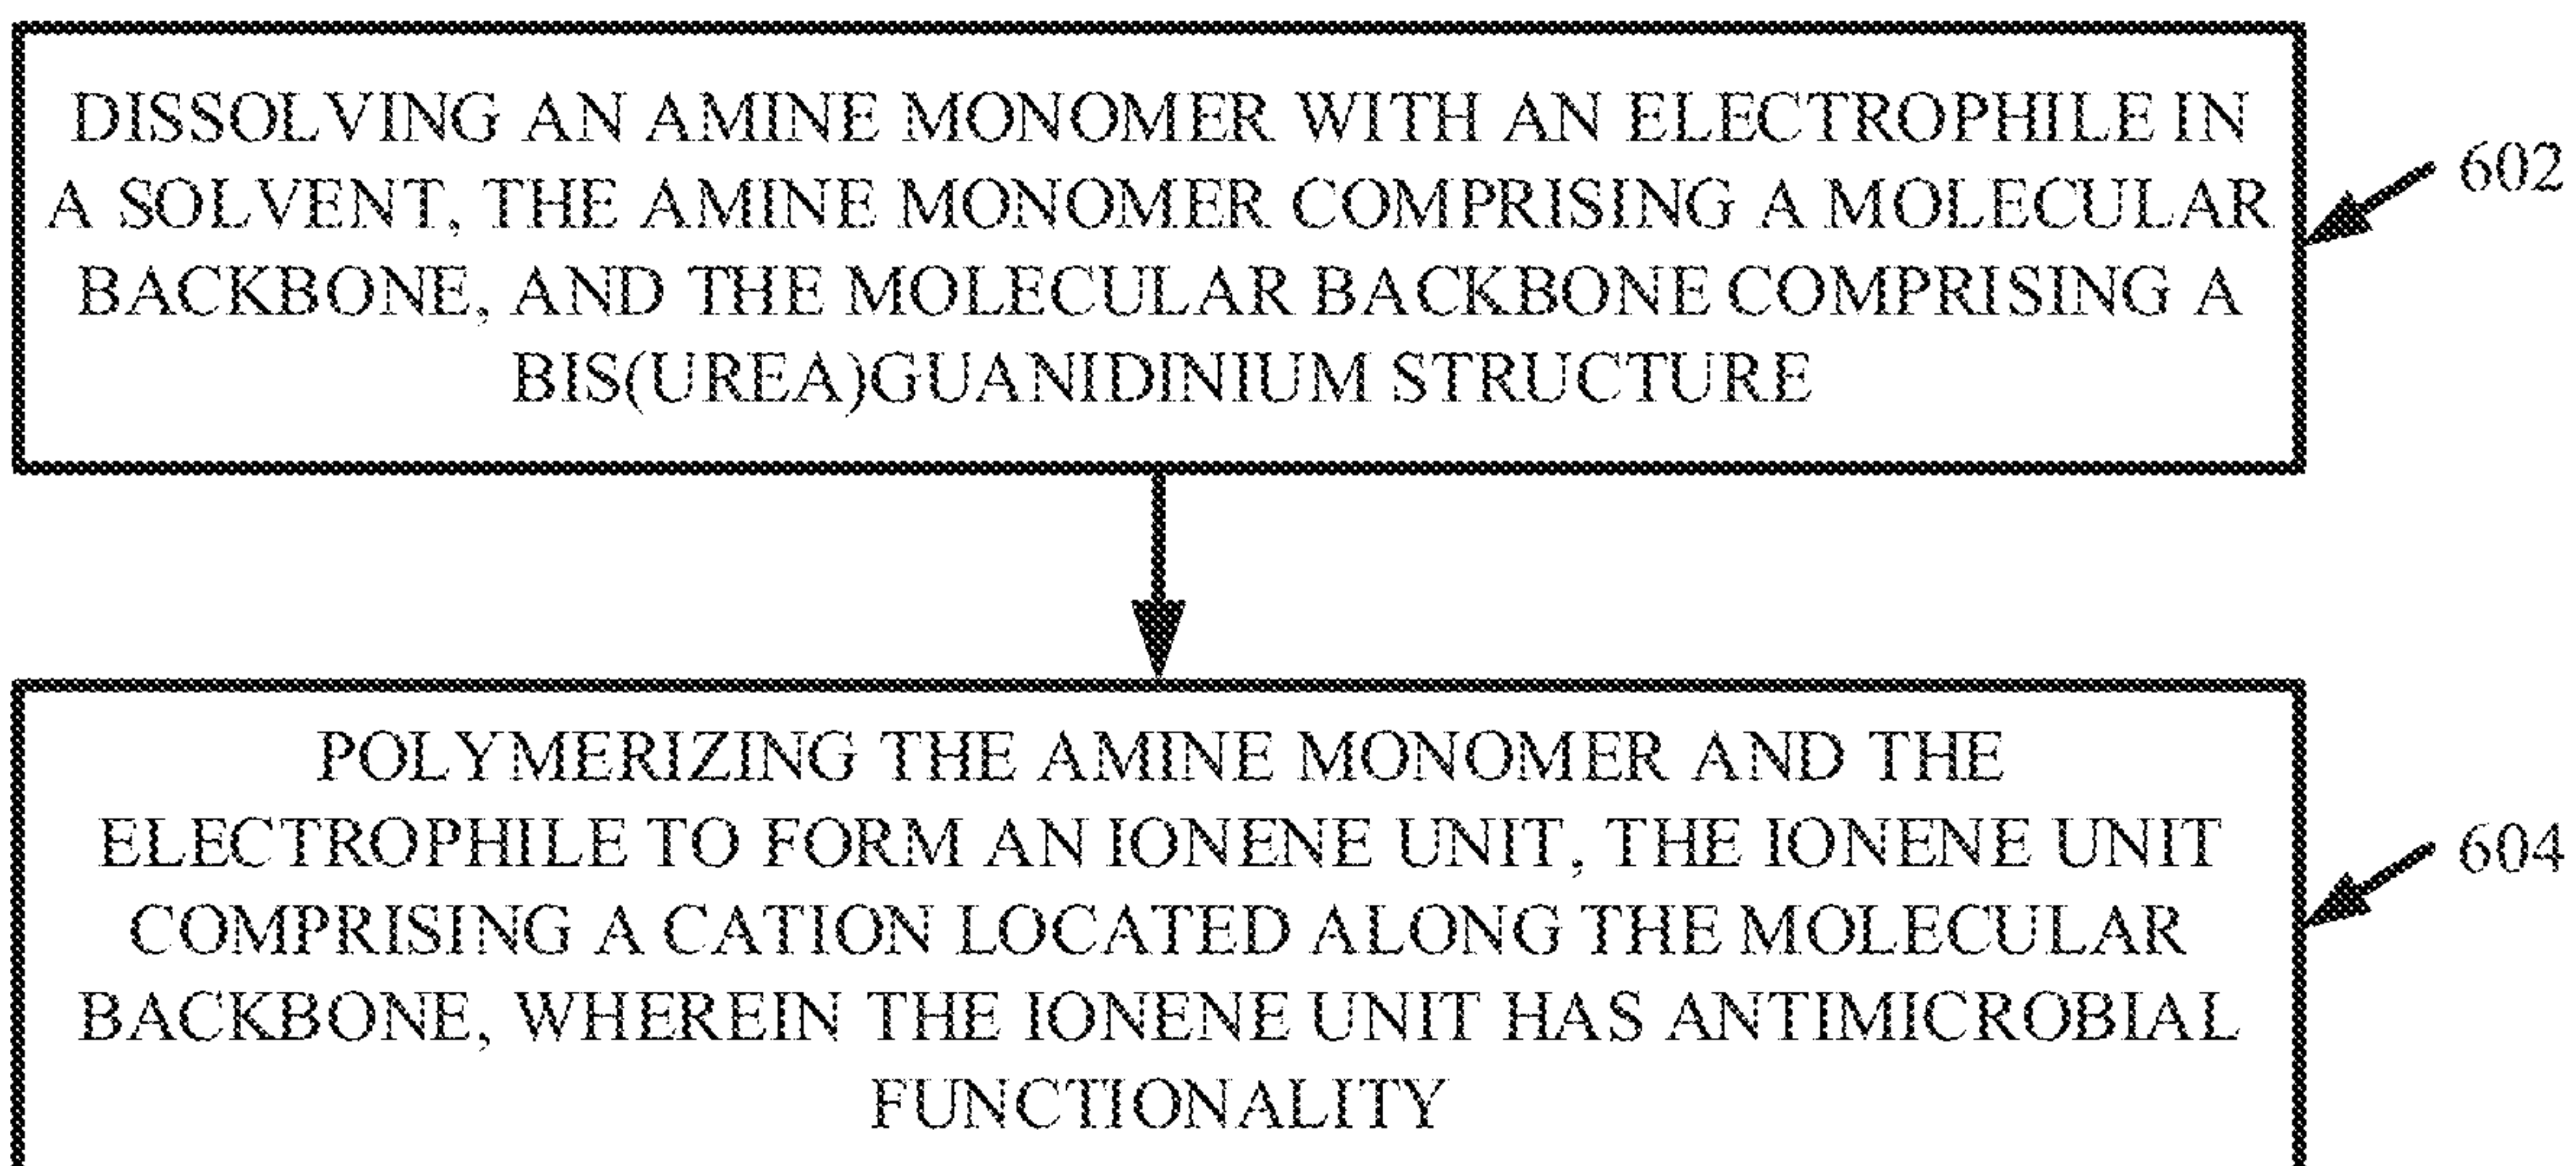 DISSOLVING AN AMINE MONOMER WITH AN ELECTROPHILE IN
A SOLVENT, THE AMINE MONOMER COMPRISING A MOLECULAR
BACKBONE, AND THE MOLECULAR BACKBONE COMPRISING A
BIS(UREA)GUANIDINIUM STRUCTURE
602
POLYMERIZING THE AMINE MONOMER AND THE
ELECTROPHILE TO FORM AN IONENE UNIT, THE IONENE UNIT
COMPRISING A CATION LOCATED ALONG THE MOLECULAR
BACKBONE, WHEREIN THE IONENE UNIT HAS ANTIMICROBIAL
FUNCTIONALITY
604